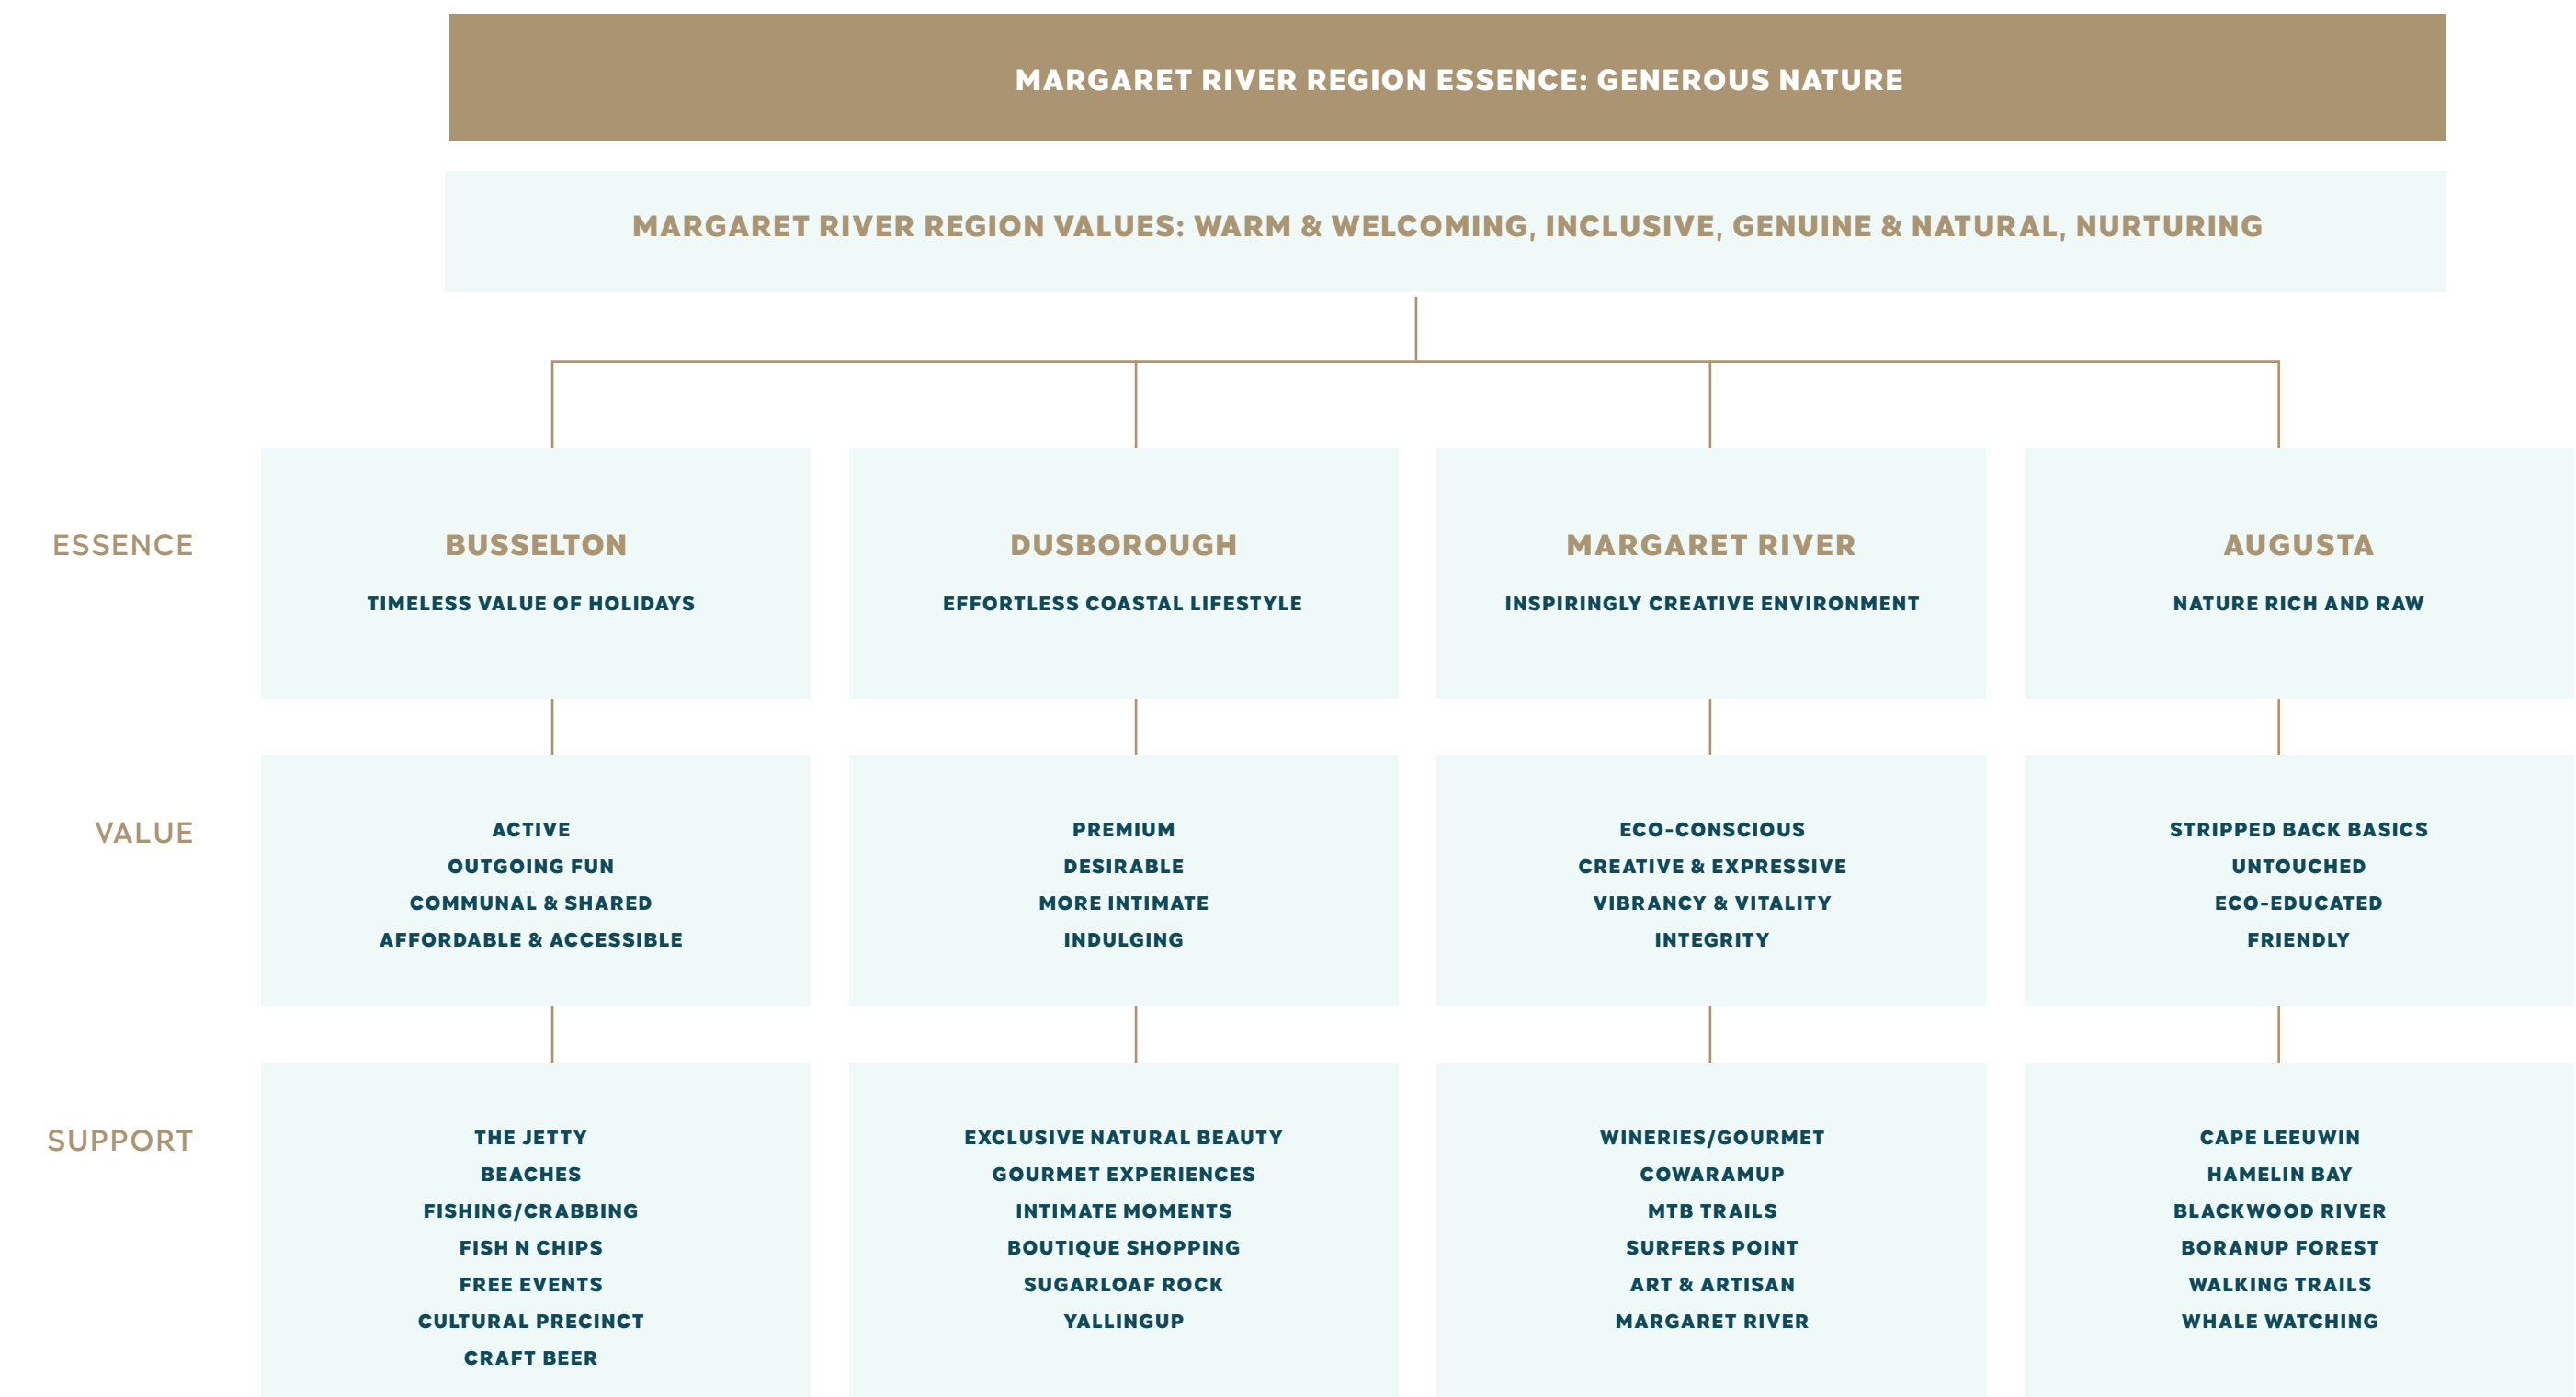 MARGARET RIVER REGION ESSENCE: GENEROUS NATURE
MARGARET RIVER REGION VALUES: WARM & WELCOMING, INCLUSIVE, GENUINE & NATURAL, NURTURING
ESSENCE
BUSSELTON
TIMELESS VALUE OF HOLIDAYS
DUSBOROUGH
EFFORTLESS COASTAL LIFESTYLE
MARGARET RIVER
INSPIRINGLY CREATIVE ENVIRONMENT
AUGUSTA
NATURE RICH AND RAW
VALUE
ACTIVE
OUTGOING FUN
COMMUNAL & SHARED
AFFORDABLE & ACCESSIBLE
PREMIUM
DESIRABLE
MORE INTIMATE
INDULGING
ECO-CONSCIOUS
CREATIVE & EXPRESSIVE
VIBRANCY & VITALITY
INTEGRITY
STRIPPED BACK BASICS
UNTOUCHED
ECO-EDUCATED
FRIENDLY
SUPPORT
THE JETTY
BEACHES
FISHING/CRABBING
FISH N CHIPS
FREE EVENTS
CULTURAL PRECINCT
CRAFT BEER
EXCLUSIVE NATURAL BEAUTY
GOURMET EXPERIENCES
INTIMATE MOMENTS
BOUTIQUE SHOPPING
SUGARLOAF ROCK
YALLINGUP
WINERIES/GOURMET
COWARAMUP
MTB TRAILS
SURFERS POINT
ART & ARTISAN
MARGARET RIVER
CAPE LEEUWIN
HAMELIN BAY
BLACKWOOD RIVER
BORANUP FOREST
WALKING TRAILS
WHALE WATCHING